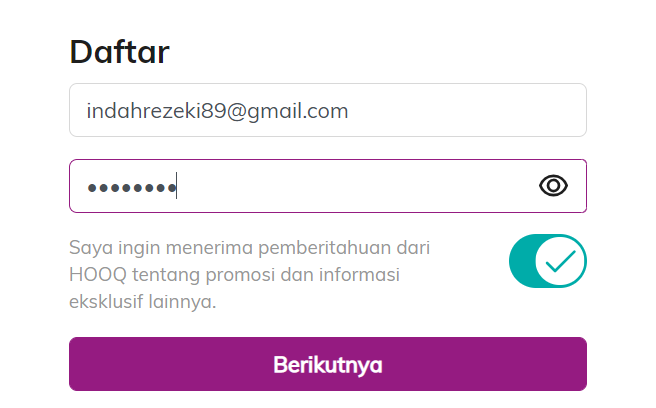 Daftar
indahrezeki89@gmail.com
••••••••
Saya ingin menerima pemberitahuan dari
HOOQ tentang promosi dan informasi
eksklusif lainnya.
Berikutnya